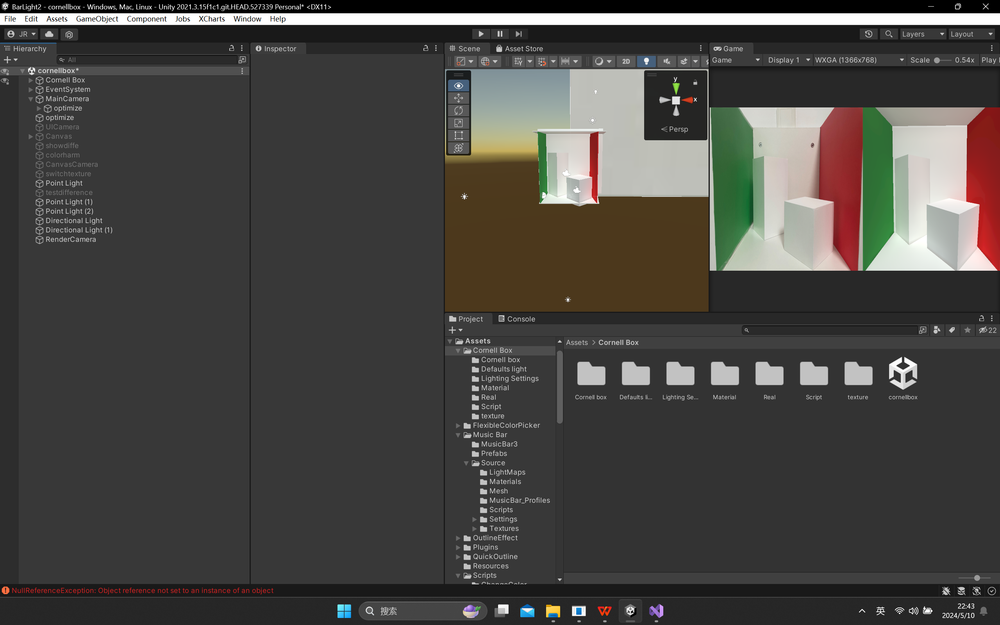 BarLight2 - cornellbox - Windows, Mac, Linux - Unity 2021.3.15f1c1.git.HEAD.527339 Personal* <DX11>
File Edit Assets GameObject Component Jobs XCharts Window Help
JR Layers Layout
Hierarchy
All
cornellbox*
Cornell Box
EventSystem
MainCamera
optimize
optimize
UICamera
Canvas
showdiffe
colorharm
CanvasCamera
switchtexture
Point Light
testdifference
Point Light (1)
Point Light (2)
Directional Light
Directional Light (1)
RenderCamera
Inspector
Scene Asset Store
2D
y
x
Persp
Game
Game Display 1 WXGA (1366x768) Scale 0.54x Play
Project Console
22
Assets
Cornell Box
Cornell box
Defaults light
Lighting Settings
Material
Real
Script
texture
FlexibleColorPicker
Music Bar
MusicBar3
Prefabs
Source
LightMaps
Materials
Mesh
MusicBar_Profiles
Scripts
Settings
Textures
OutlineEffect
Plugins
QuickOutline
Resources
Scripts
Assets > Cornell Box
Cornell box Defaults li... Lighting Se... Material Real Script texture cornellbox
NullReferenceException: Object reference not set to an instance of an object
搜索
英
22:43
2024/5/10